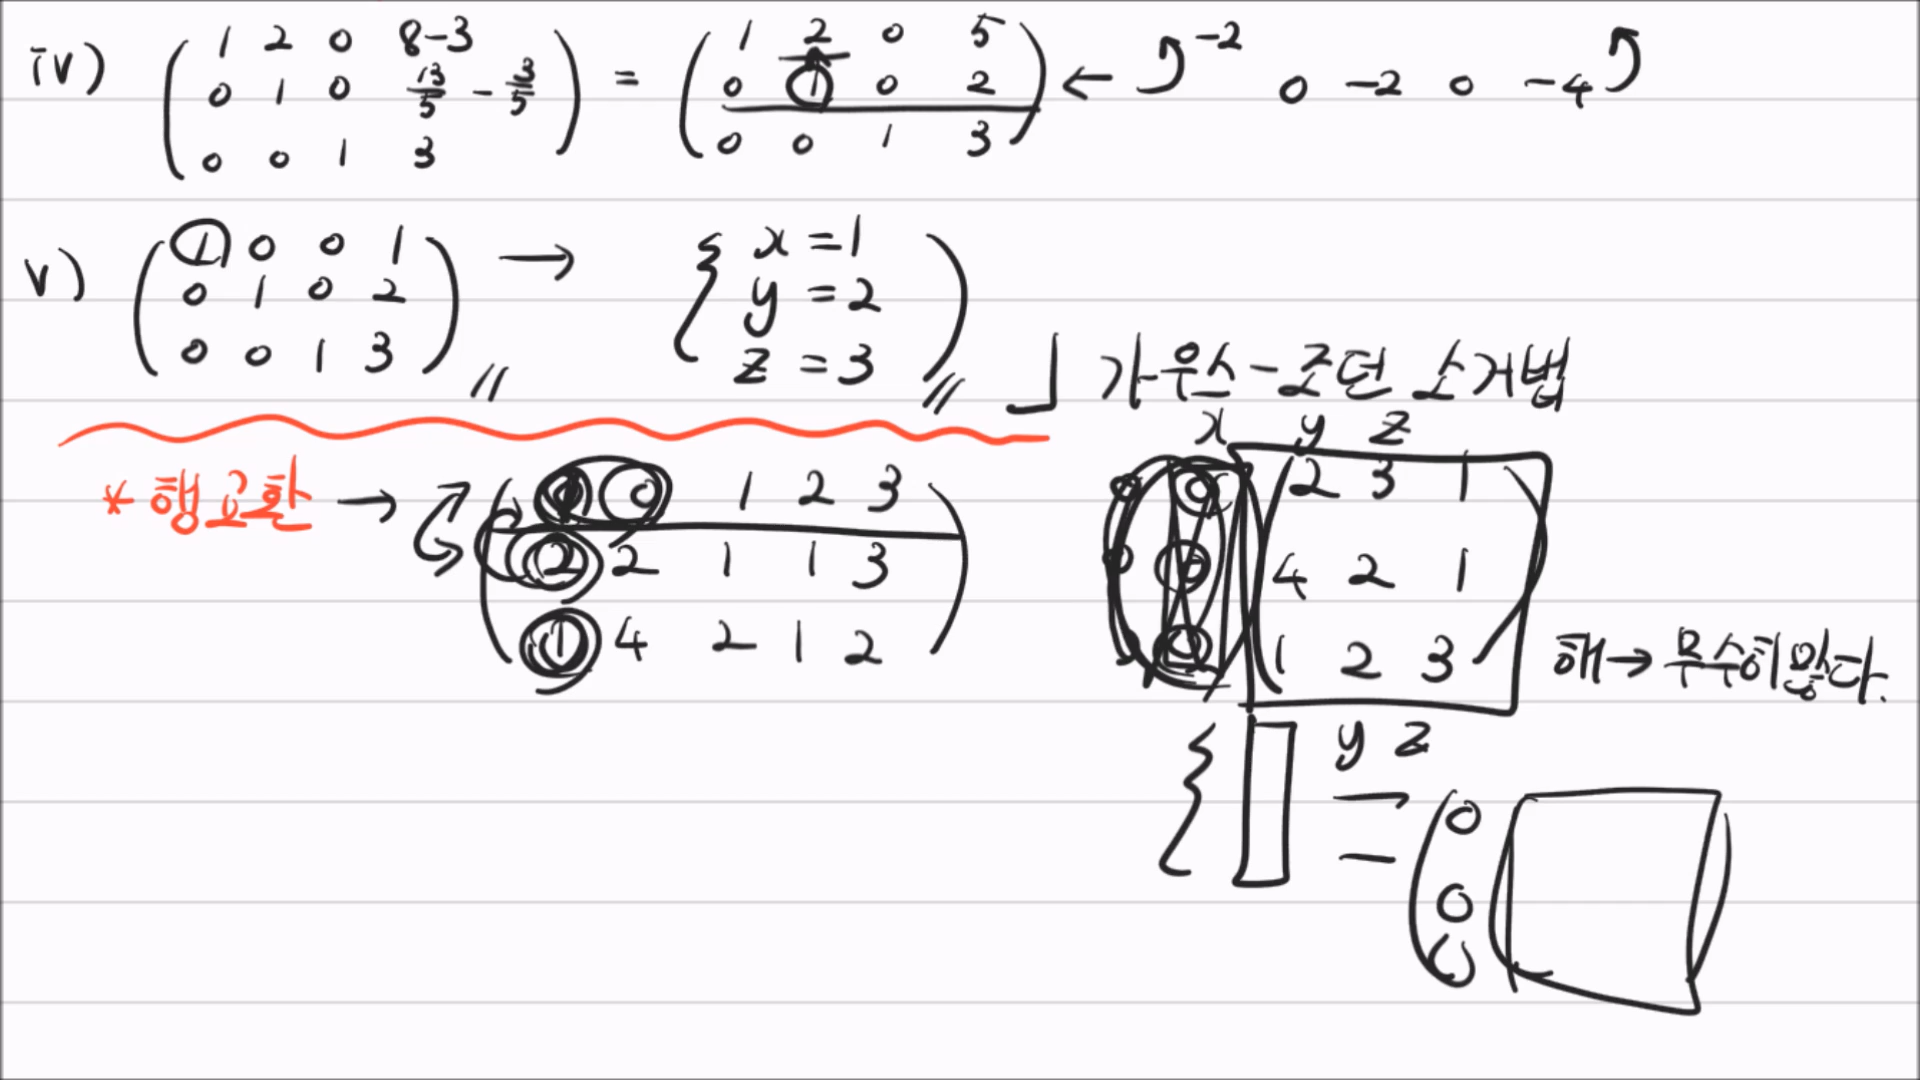 iv) ( 1 2 0 8-3 ) = ( 1 2 0 5 ) ← -2
0 1 0 13/5 - 3/5 0 1 0 2 0 -2 0 -4
0 0 1 3 0 0 1 3
v) ( 1 0 0 1 ) → { x = 1
0 1 0 2 y = 2
0 0 1 3 z = 3
가우스-조던 소거법
* 행교환 → ( 0 0 1 2 3 )
2 2 1 1 3
1 4 2 1 2
x y z
0 2 3 1
0 4 2 1
0 1 2 3
해→무수히많다.
{ y z
= ( 0
0
0